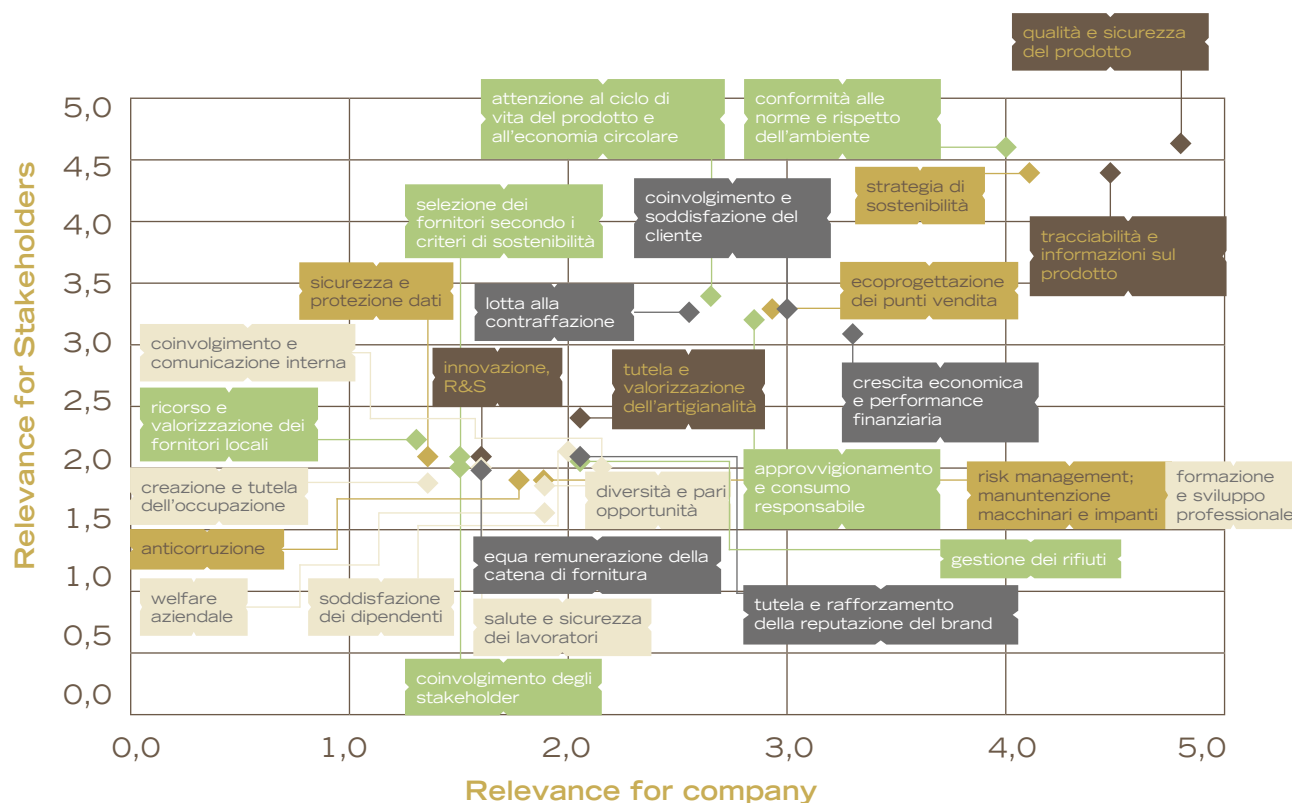 qualità e sicurezza
del prodotto
attenzione al ciclo di
vita del prodotto e
all'economia circolare
conformità alle
norme e rispetto
dell'ambiente
strategia di
sostenibilità
selezione dei
fornitori secondo i
criteri di sostenibilità
coinvolgimento e
soddisfazione del
cliente
tracciabilità e
informazioni sul
prodotto
sicurezza e
protezione dati
lotta alla
contraffazione
ecoprogettazione
dei punti vendita
coinvolgimento e
comunicazione interna
innovazione,
R&S
tutela e
valorizzazione
dell'artigianalità
crescita economica
e performance
finanziaria
ricorso e
valorizzazione dei
fornitori locali
creazione e tutela
dell'occupazione
diversità e pari
opportunità
approvvigionamento
e consumo
responsabile
risk management;
manuntenzione
macchinari e impanti
formazione
e sviluppo
professionale
anticorruzione
equa remunerazione della
catena di fornitura
gestione dei rifiuti
welfare
aziendale
soddisfazione
dei dipendenti
salute e sicurezza
dei lavoratori
tutela e rafforzamento
della reputazione del brand
coinvolgimento degli
stakeholder
Relevance for Stakeholders
5,0
4,5
4,0
3,5
3,0
2,5
2,0
1,5
1,0
0,5
0,0
0,0 1,0 2,0 3,0 4,0 5,0
Relevance for company